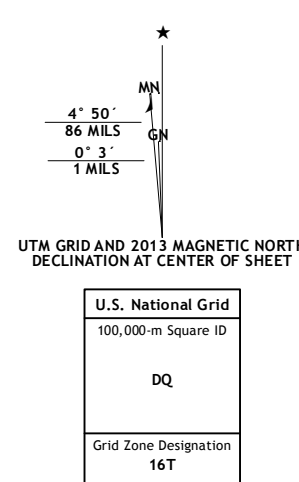 ★
MN
4° 50´
86 MILS
GN
0° 3´
1 MILS
UTM GRID AND 2013 MAGNETIC NORTH
DECLINATION AT CENTER OF SHEET
U.S. National Grid
100,000-m Square ID
DQ
Grid Zone Designation
16T